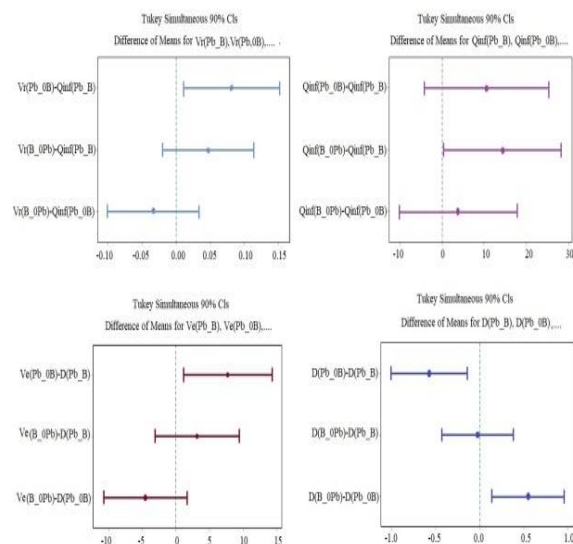 Tukey Simultaneous 90% CIs
Difference of Means for Vr(Pb_B),Vr(Pb,0B),.... .
Vr(Pb_0B)-Qinf(Pb_B)
Vr(B_0Pb)-Qinf(Pb_B)
Vr(B_0Pb)-Qinf(Pb_0B)
-0.10 -0.05 0.00 0.05 0.10 0.15
Tukey Simultaneous 90% CIs
Difference of Means for Qinf(Pb_B), Qinf(Pb_0B),....
Qinf(Pb_0B)-Qinf(Pb_B)
Qinf(B_0Pb)-Qinf(Pb_B)
Qinf(B_0Pb)-Qinf(Pb_0B)
-10 0 10 20 30
Tukey Simultaneous 90% CIs
Difference of Means for Ve(Pb_B), Ve(Pb_0B),....
Ve(Pb_0B)-D(Pb_B)
Ve(B_0Pb)-D(Pb_B)
Ve(B_0Pb)-D(Pb_0B)
-10 -5 0 5 10 15
Tukey Simultaneous 90% CIs
Difference of Means for D(Pb_B), D(Pb_0B),....
D(Pb_0B)-D(Pb_B)
D(B_0Pb)-D(Pb_B)
D(B_0Pb)-D(Pb_0B)
-1.0 0.5 0.0 0.5 1.0